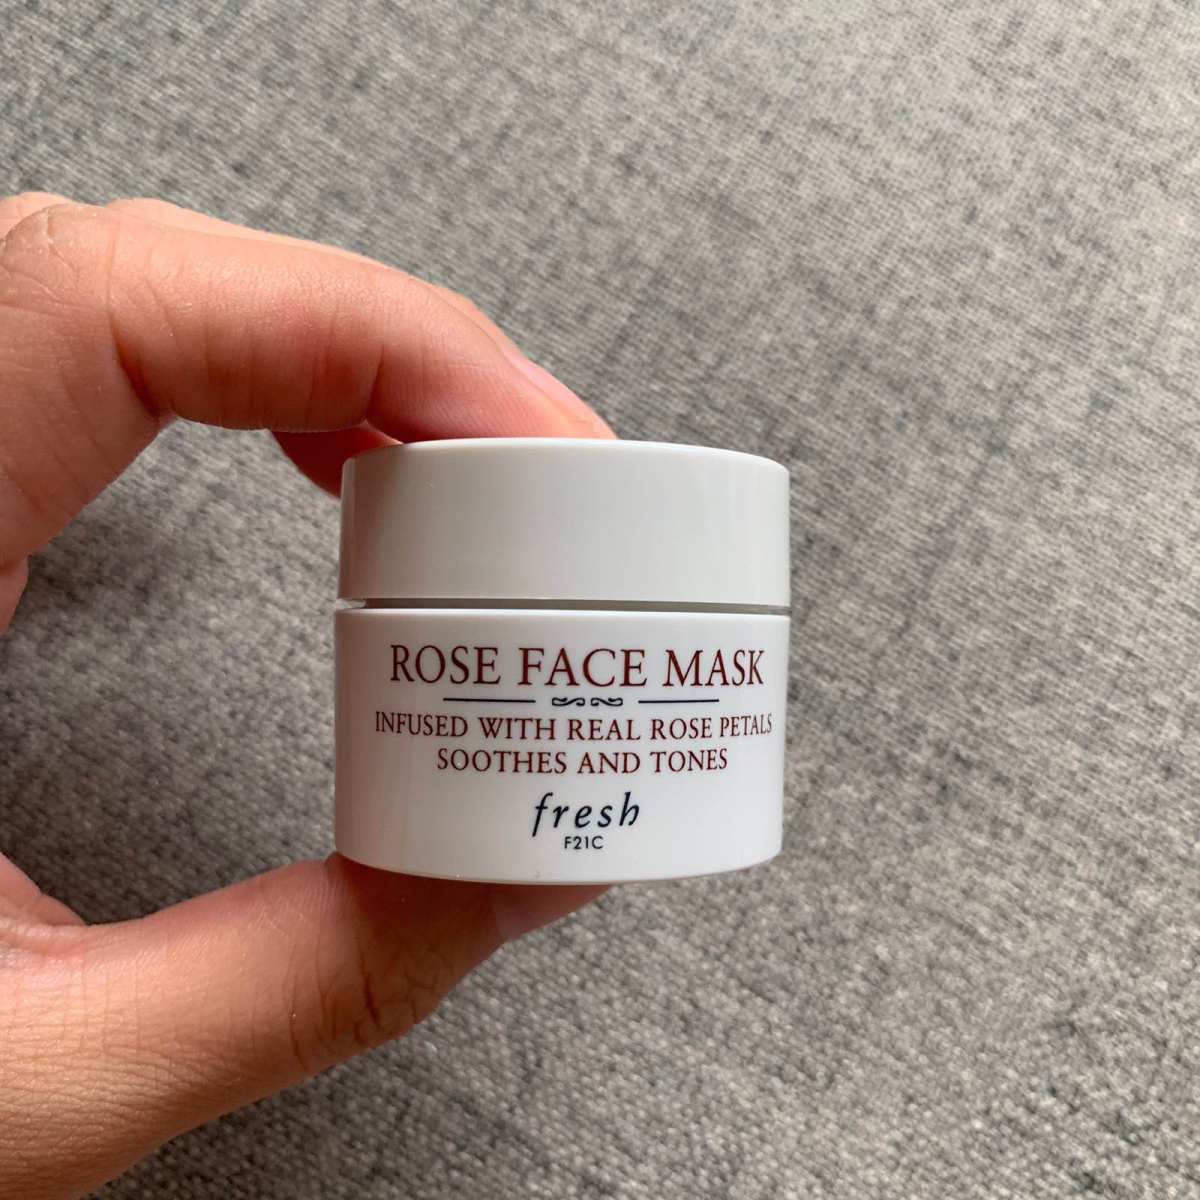 ROSE FACE MASK
INFUSED WITH REAL ROSE PETALS
SOOTHES AND TONES
fresh
F21C